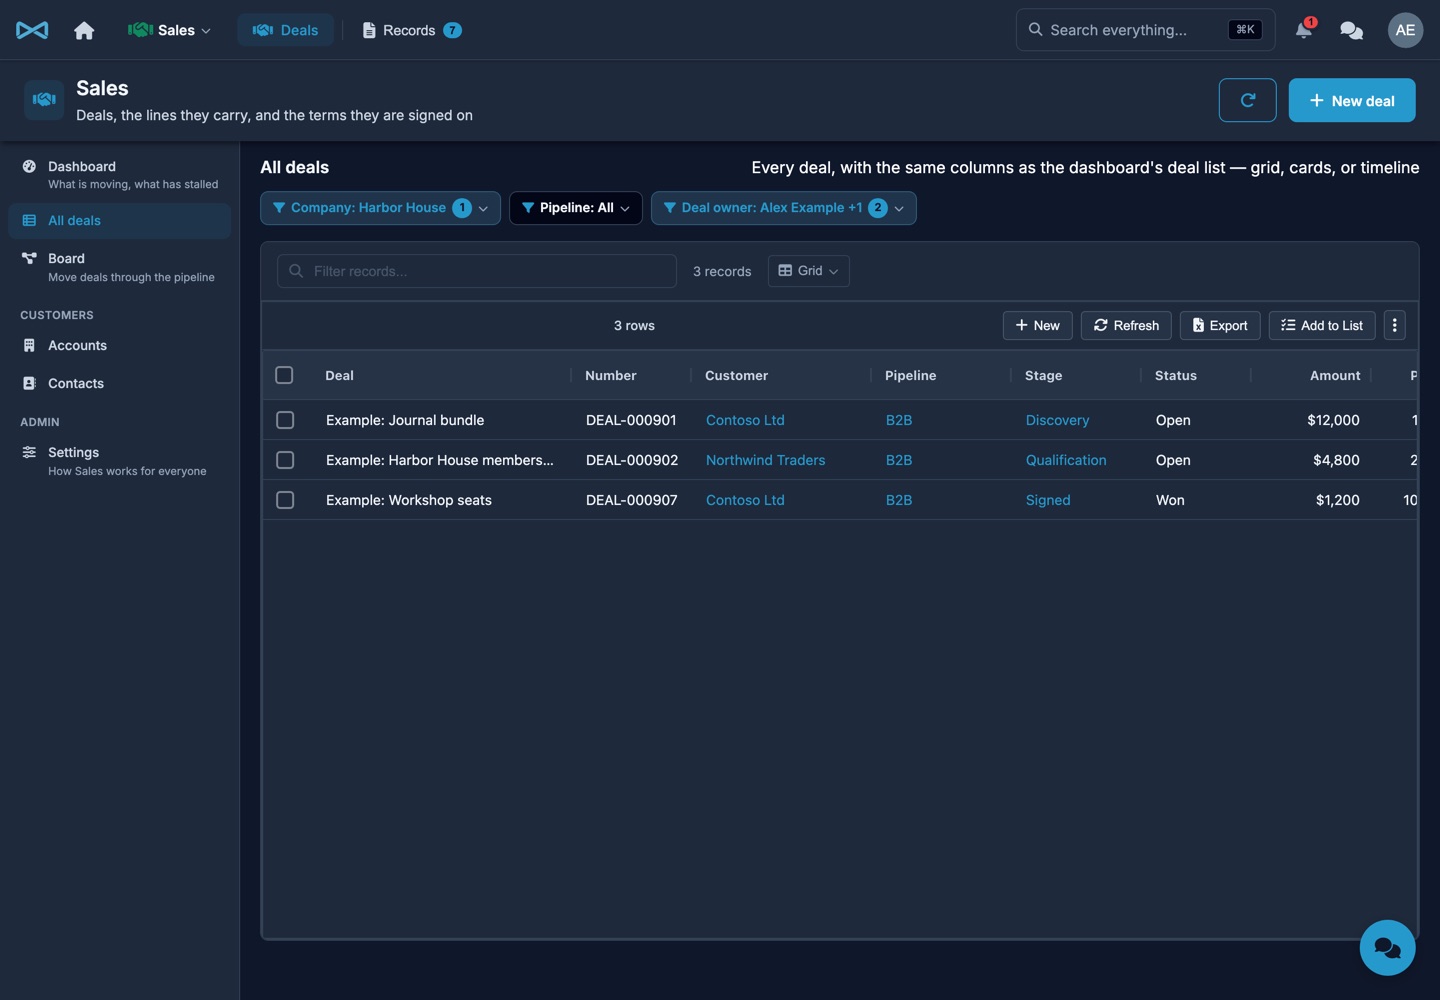 Sales
Deals
Records 7
Search everything...
⌘K
1
AE
Sales
Deals, the lines they carry, and the terms they are signed on
New deal
Dashboard
What is moving, what has stalled
All deals
Board
Move deals through the pipeline
CUSTOMERS
Accounts
Contacts
ADMIN
Settings
How Sales works for everyone
All deals
Every deal, with the same columns as the dashboard's deal list — grid, cards, or timeline
Company: Harbor House 1
Pipeline: All
Deal owner: Alex Example +1 2
Filter records...
3 records
Grid
3 rows
New
Refresh
Export
Add to List
Deal Number Customer Pipeline Stage Status Amount P
Example: Journal bundle DEAL-000901 Contoso Ltd B2B Discovery Open $12,000 1
Example: Harbor House members... DEAL-000902 Northwind Traders B2B Qualification Open $4,800 2
Example: Workshop seats DEAL-000907 Contoso Ltd B2B Signed Won $1,200 10